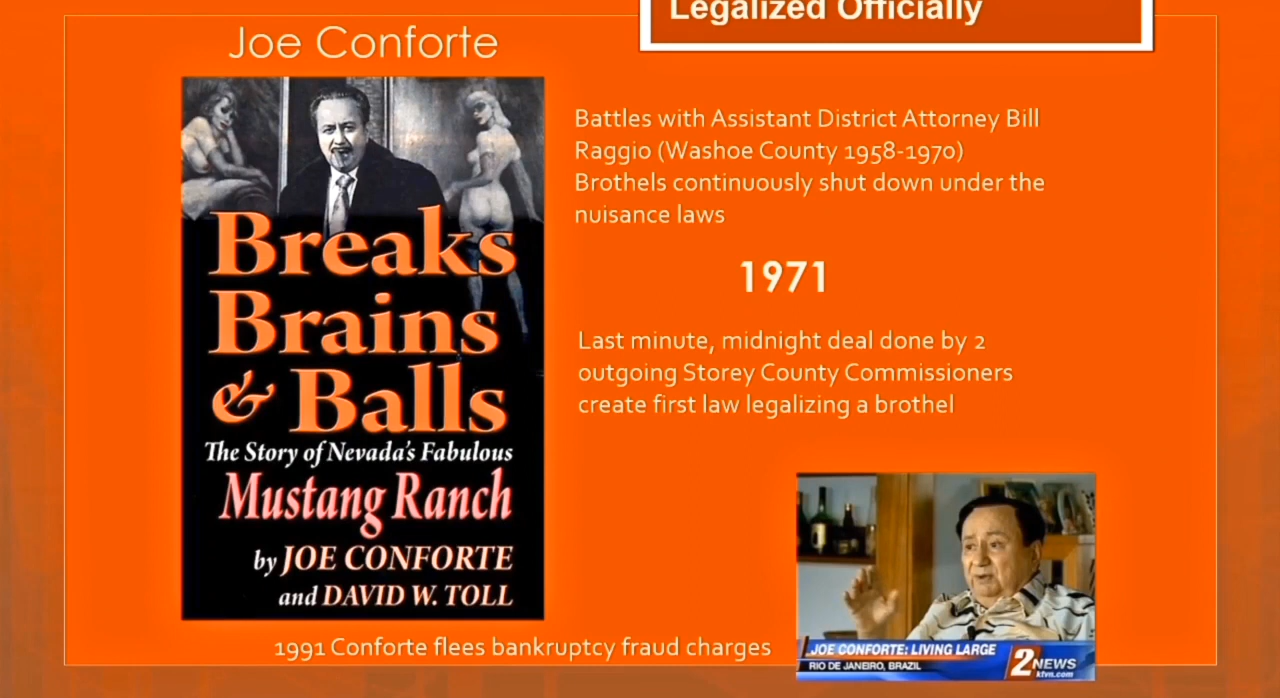 Legalized Officially
Joe Conforte
Battles with Assistant District Attorney Bill
Raggio (Washoe County 1958-1970)
Brothels continuously shut down under the
nuisance laws
1971
Last minute, midnight deal done by 2
outgoing Storey County Commissioners
create first law legalizing a brothel
Breaks
Brains
& Balls
The Story of Nevada's Fabulous
Mustang Ranch
by JOE CONFORTE
and DAVID W. TOLL
1991 Conforte flees bankruptcy fraud charges
JOE CONFORTE: LIVING LARGE
RIO DE JANEIRO, BRAZIL
2 NEWS
ktvn.com